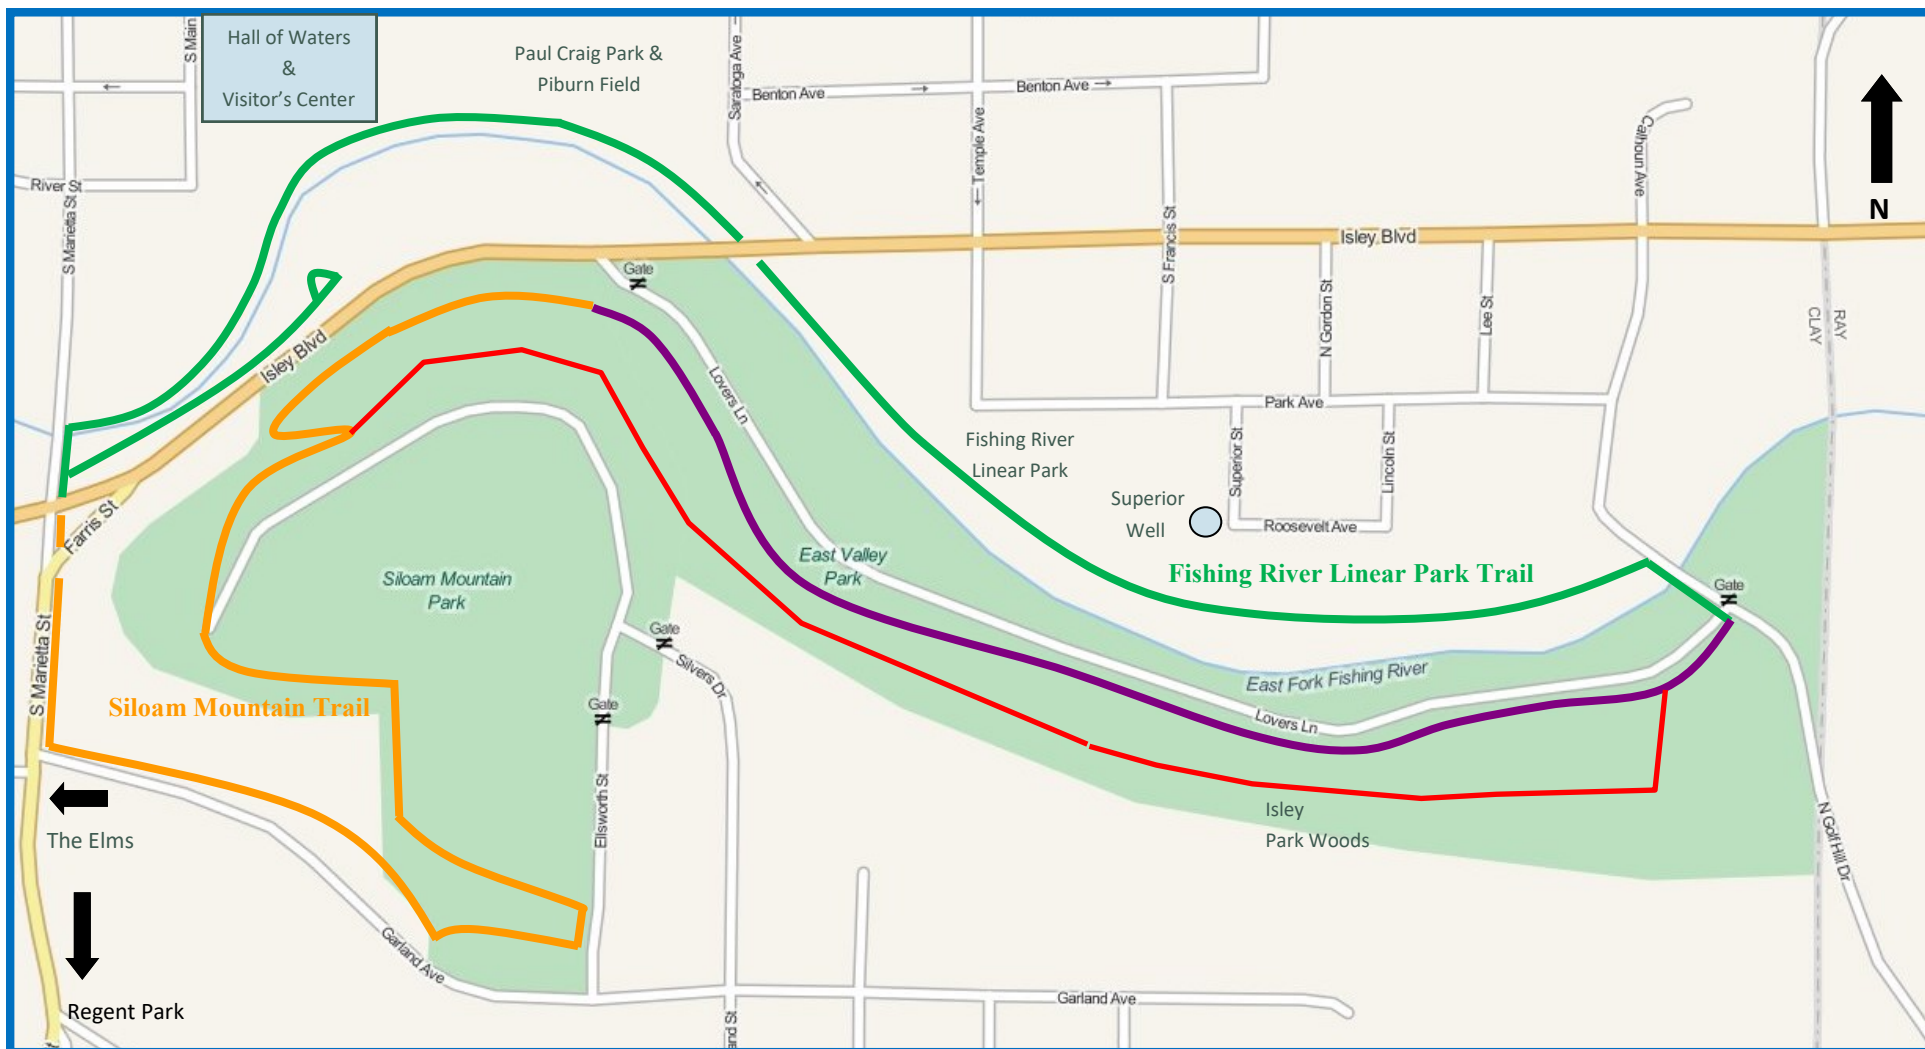 Hall of Waters
&
Visitor's Center
S Main
Paul Craig Park &
Piburn Field
Saratoga Ave
Benton Ave
Benton Ave
Temple Ave
S Francis St
Calhoun Ave
N
River St
S Marietta St
Isley Blvd
Isley Blvd
Gate
N Gordon St
Lee St
CLAY
RAY
Lovers Ln
Park Ave
Fishing River
Linear Park
Superior St
Lincoln St
Superior
Well
Roosevelt Ave
Farris St
East Valley
Park
Siloam Mountain
Park
Fishing River Linear Park Trail
Gate
Gate
Silvers Dr
East Fork Fishing River
S Marietta St
Siloam Mountain Trail
Gate
Lovers Ln
Ellsworth St
Isley
Park Woods
The Elms
N Golf Hill Dr
Garland Ave
Garland Ave
Regent Park
and St